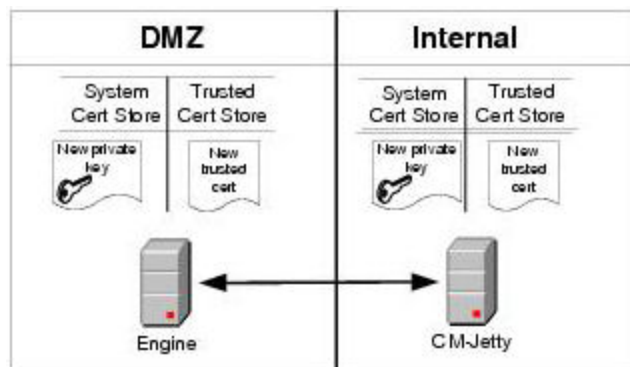 DMZ
Internal
System
Cert Store
Trusted
Cert Store
System
Cert Store
Trusted
Cert Store
New private
key
New
trusted
cert
New private
key
New
trusted
cert
Engine
CM-Jetty